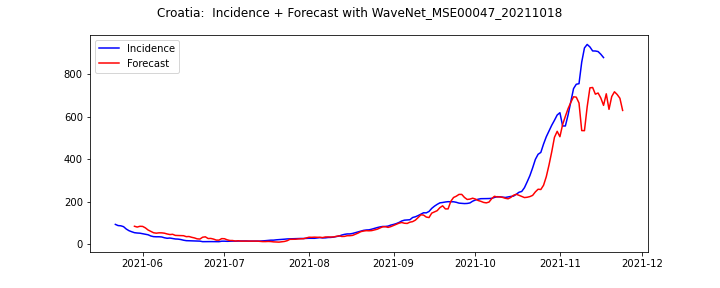 Croatia:  Incidence + Forecast with WaveNet_MSE00047_20211018
Incidence
Forecast
800
600
400
200
0
2021-06 2021-07 2021-08 2021-09 2021-10 2021-11 2021-12